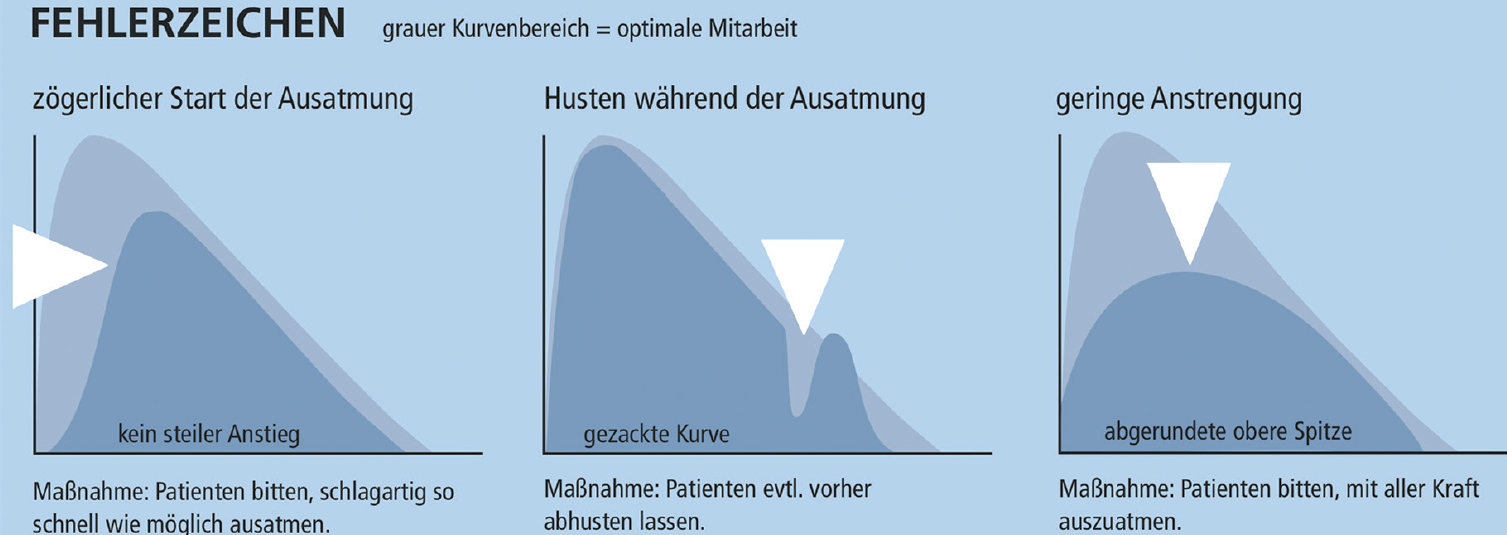 FEHLERZEICHEN grauer Kurvenbereich = optimale Mitarbeit
zögerlicher Start der Ausatmung
kein steiler Anstieg
Maßnahme: Patienten bitten, schlagartig so
schnell wie möglich ausatmen.
Husten während der Ausatmung
gezackte Kurve
Maßnahme: Patienten evtl. vorher
abhusten lassen.
geringe Anstrengung
abgerundete obere Spitze
Maßnahme: Patienten bitten, mit aller Kraft
auszuatmen.